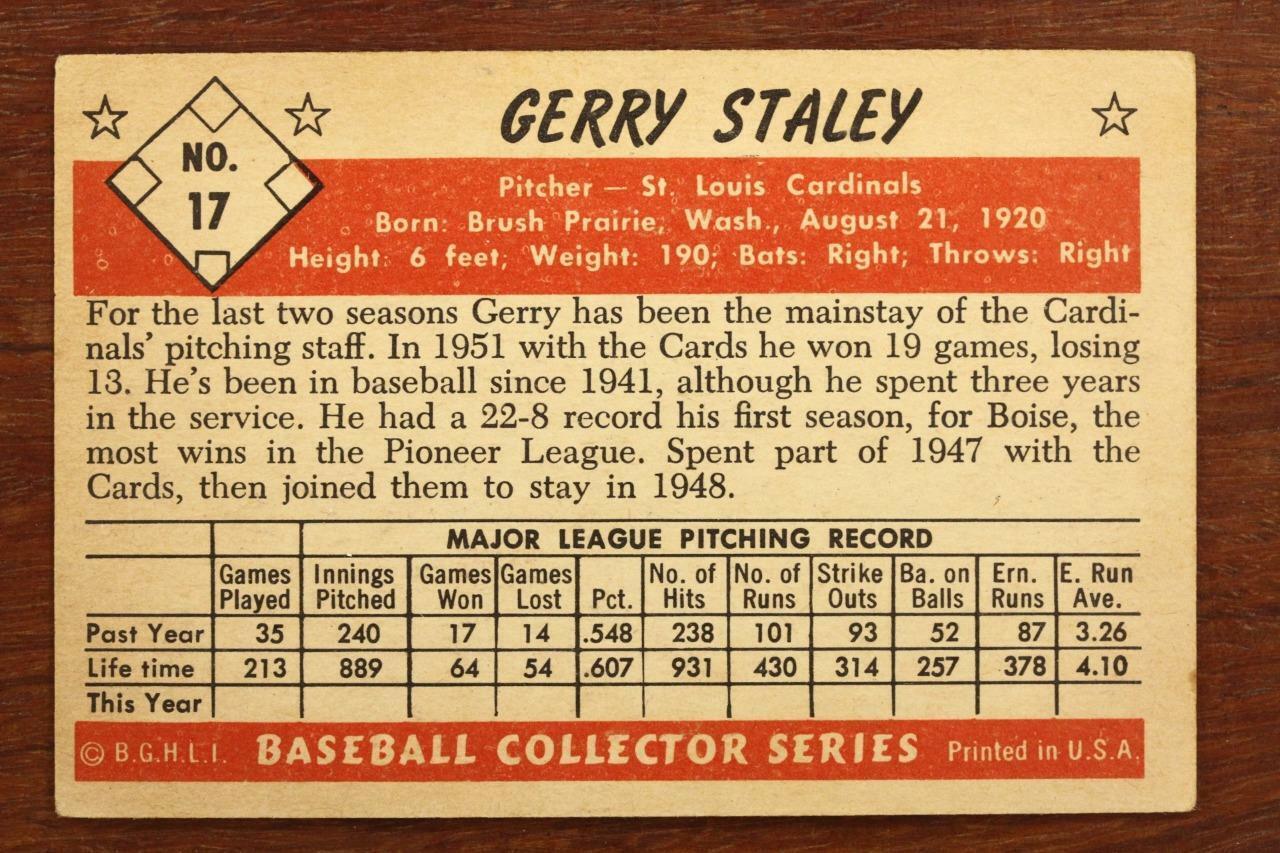 GERRY STALEY
NO.
17
Pitcher — St. Louis Cardinals
Born: Brush Prairie, Wash., August 21, 1920
Height: 6 feet; Weight: 190; Bats: Right; Throws: Right
For the last two seasons Gerry has been the mainstay of the Cardi-
nals' pitching staff. In 1951 with the Cards he won 19 games, losing
13. He's been in baseball since 1941, although he spent three years
in the service. He had a 22-8 record his first season, for Boise, the
most wins in the Pioneer League. Spent part of 1947 with the
Cards, then joined them to stay in 1948.
MAJOR LEAGUE PITCHING RECORD
Games Innings Games Games No. of No. of Strike Ba. on Ern. E. Run
Played Pitched Won Lost Pct. Hits Runs Outs Balls Runs Ave.
Past Year 35 240 17 14 .548 238 101 93 52 87 3.26
Life time 213 889 64 54 .607 931 430 314 257 378 4.10
This Year
© B.G.H.L.I. BASEBALL COLLECTOR SERIES Printed in U.S.A.